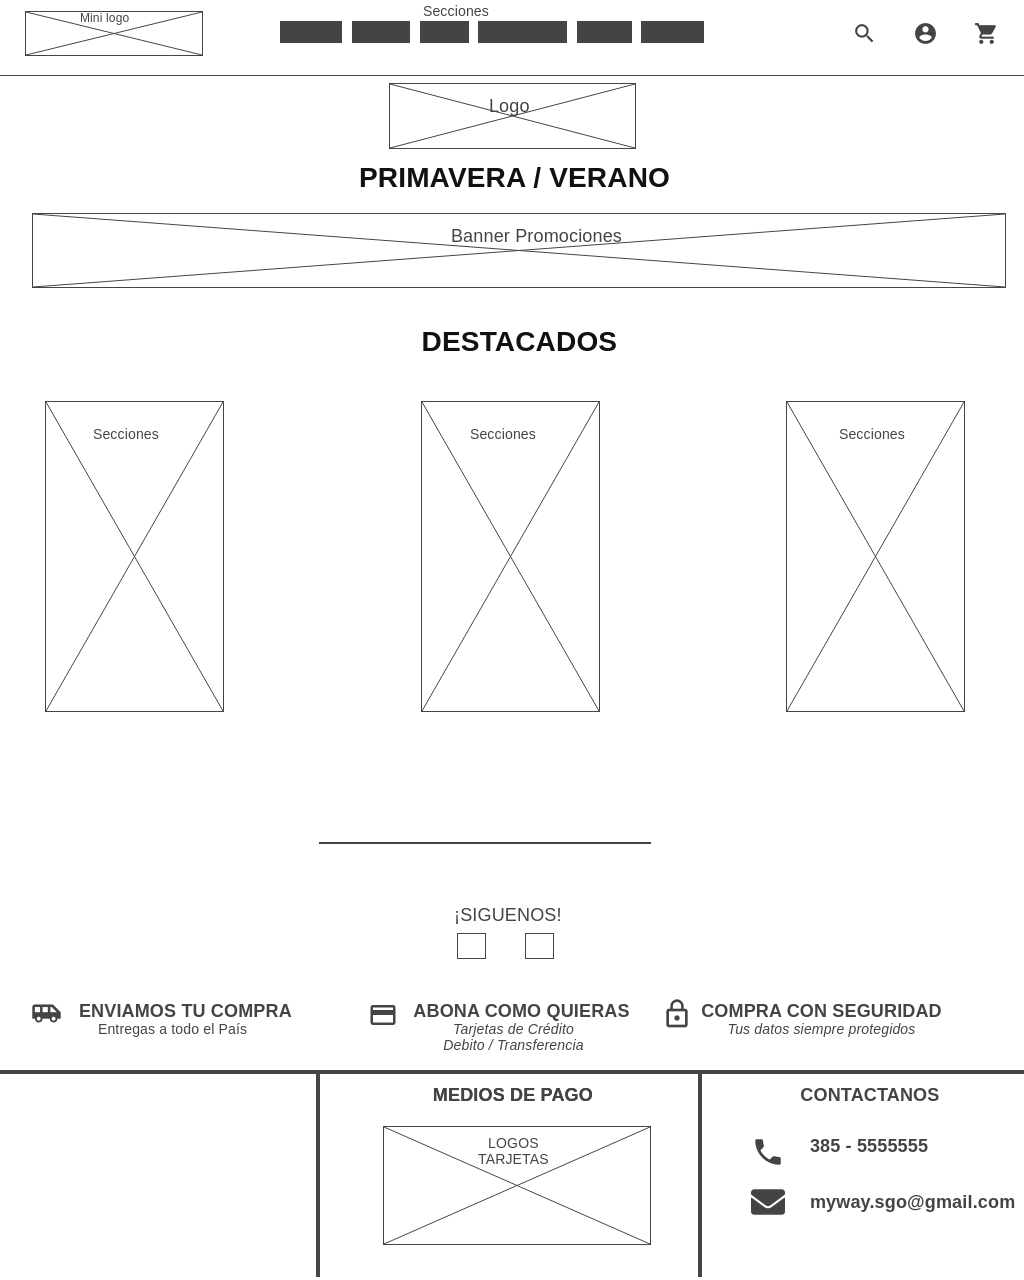 Mini logo
Secciones
Logo
PRIMAVERA / VERANO
Banner Promociones
DESTACADOS
Secciones
Secciones
Secciones
¡SIGUENOS!
ENVIAMOS TU COMPRA
Entregas a todo el País
ABONA COMO QUIERAS
Tarjetas de Crédito
Debito / Transferencia
COMPRA CON SEGURIDAD
Tus datos siempre protegidos
MEDIOS DE PAGO
LOGOS
TARJETAS
CONTACTANOS
385 - 5555555
myway.sgo@gmail.com